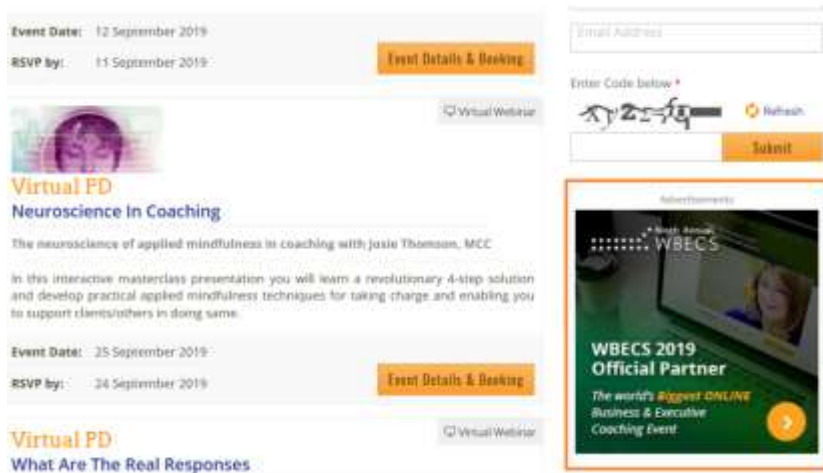 Event Date: 12 September 2019
RSVP by: 11 September 2019
Event Details & Booking
Virtual Webinar
Virtual PD
Neuroscience In Coaching
The neuroscience of applied mindfulness in coaching with Josie Thomson, MCC
In this interactive masterclass presentation you will learn a revolutionary 4-step solution
and develop practical applied mindfulness techniques for taking charge and enabling you
to support clients/others in doing same.
Event Date: 25 September 2019
RSVP by: 24 September 2019
Event Details & Booking
Virtual Webinar
Virtual PD
What Are The Real Responses
Email Address
Enter Code below *
Refresh
Submit
Advertisements
Ninth Annual
WBECS
WBECS 2019
Official Partner
The world's Biggest ONLINE
Business & Executive
Coaching Event